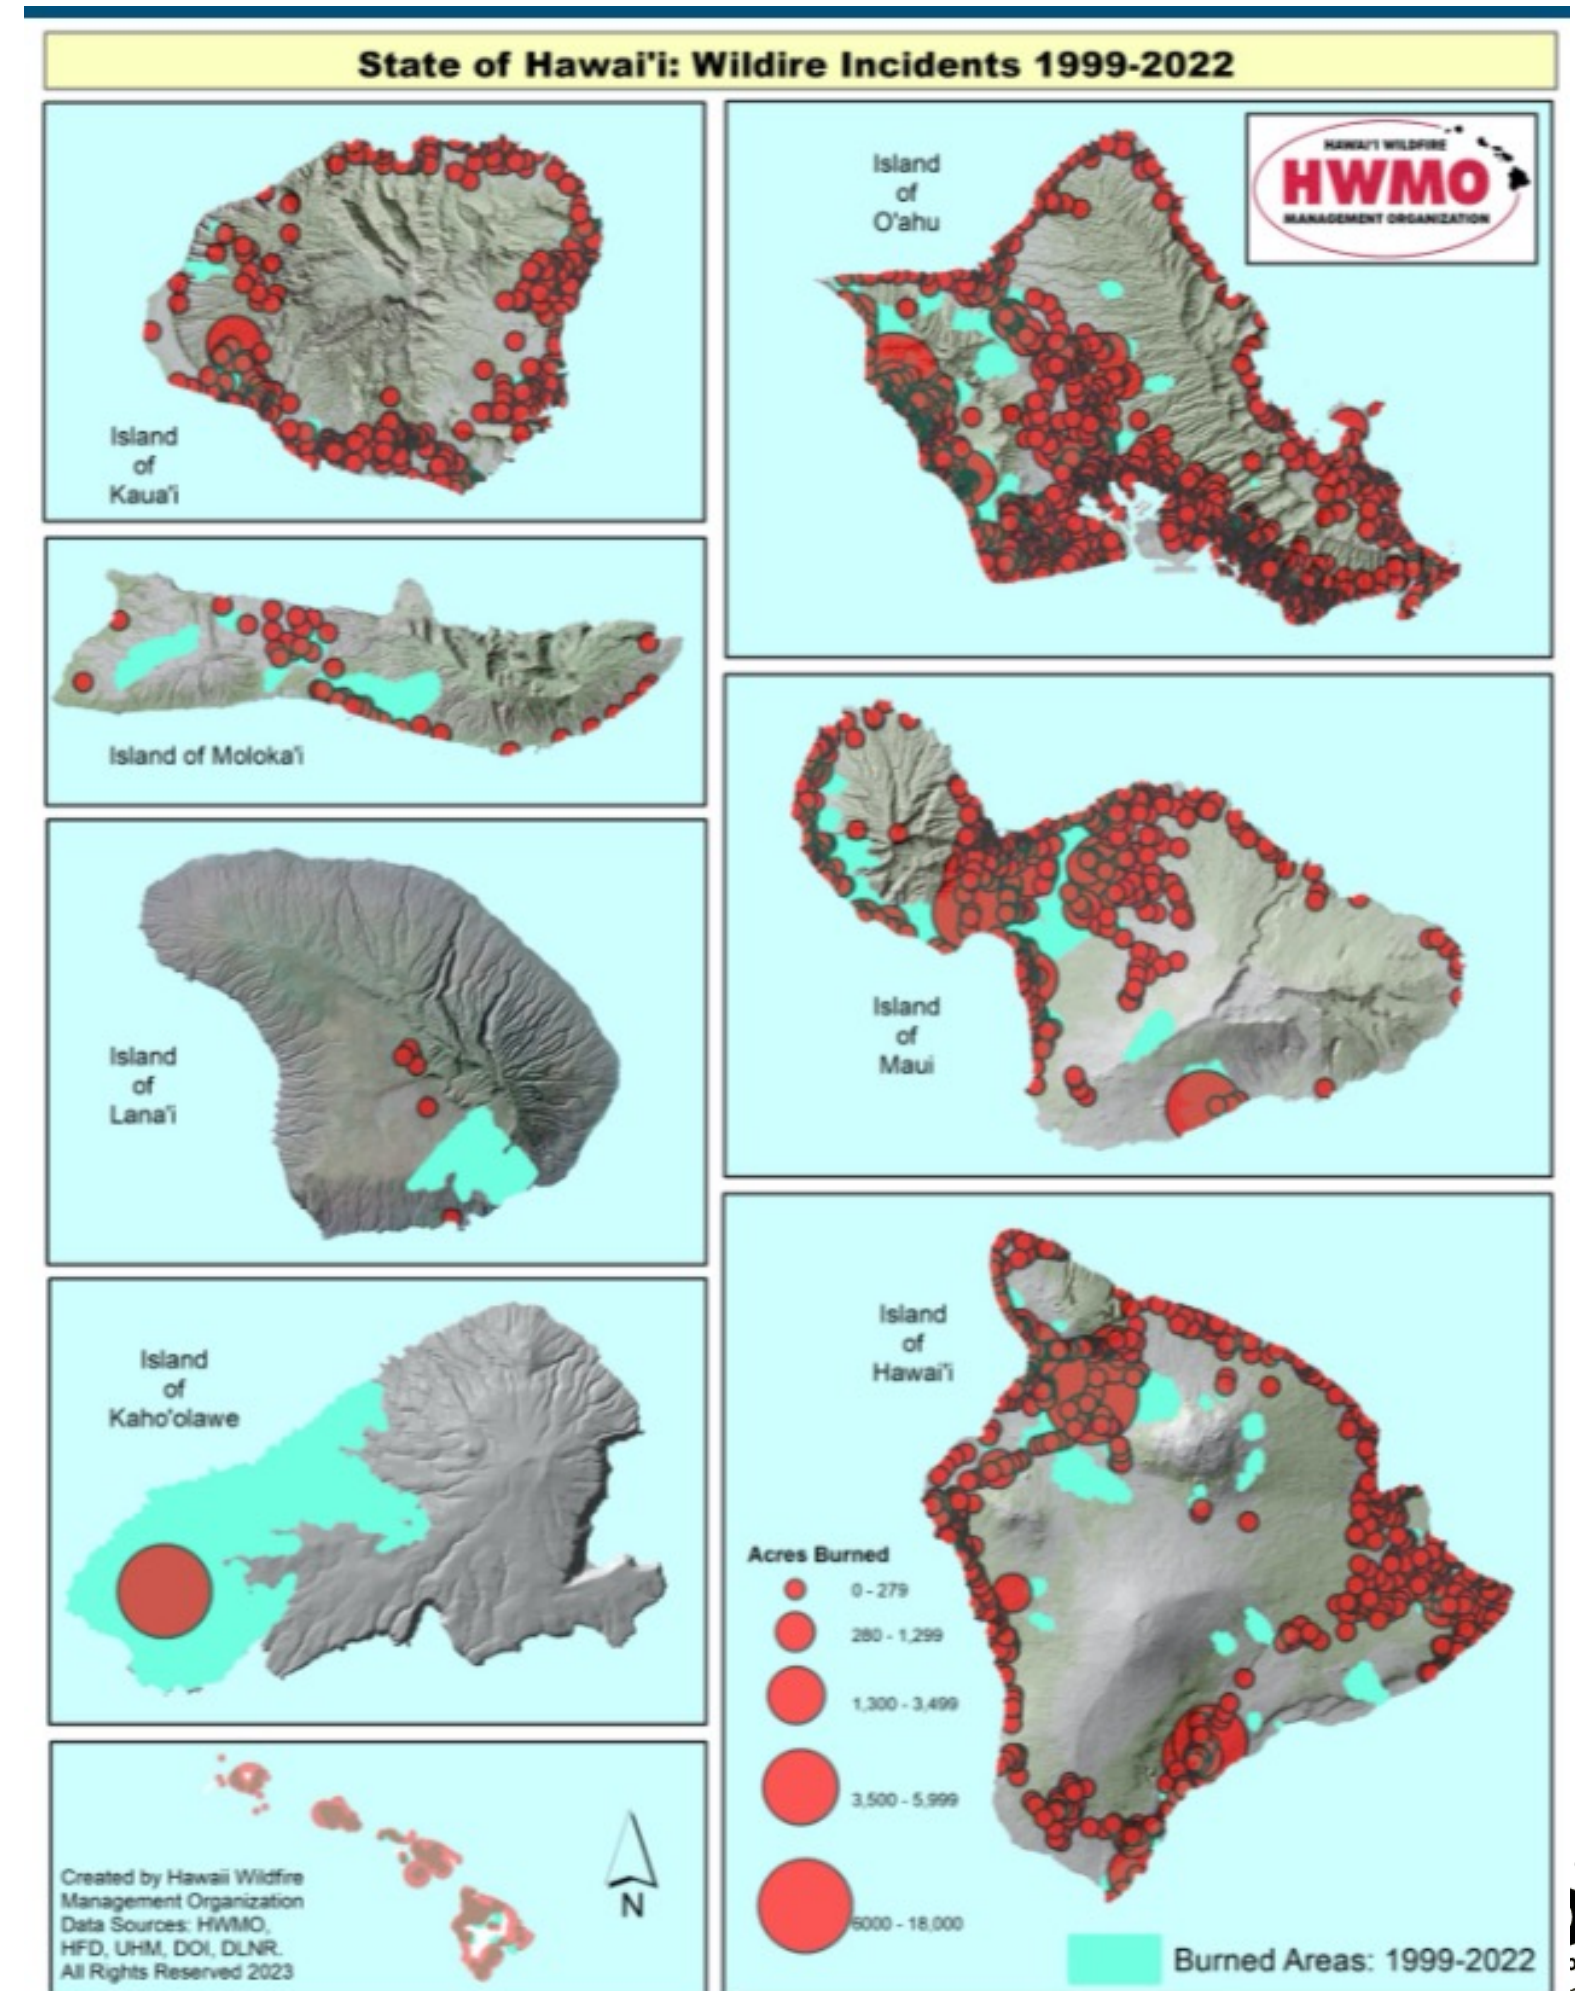 State of Hawai'i: Wildire Incidents 1999-2022
Island
of
Kaua'i
Island
of
O'ahu
HAWAI'I WILDFIRE
HWMO
MANAGEMENT ORGANIZATION
Island of Moloka'i
Island
of
Maui
Island
of
Lana'i
Island
of
Kaho'olawe
Island
of
Hawai'i
Acres Burned
0 - 279
280 - 1,299
1,300 - 3,499
3,500 - 5,999
6000 - 18,000
Burned Areas: 1999-2022
Created by Hawaii Wildfire
Management Organization
Data Sources: HWMO,
HFD, UHM, DOI, DLNR.
All Rights Reserved 2023
N